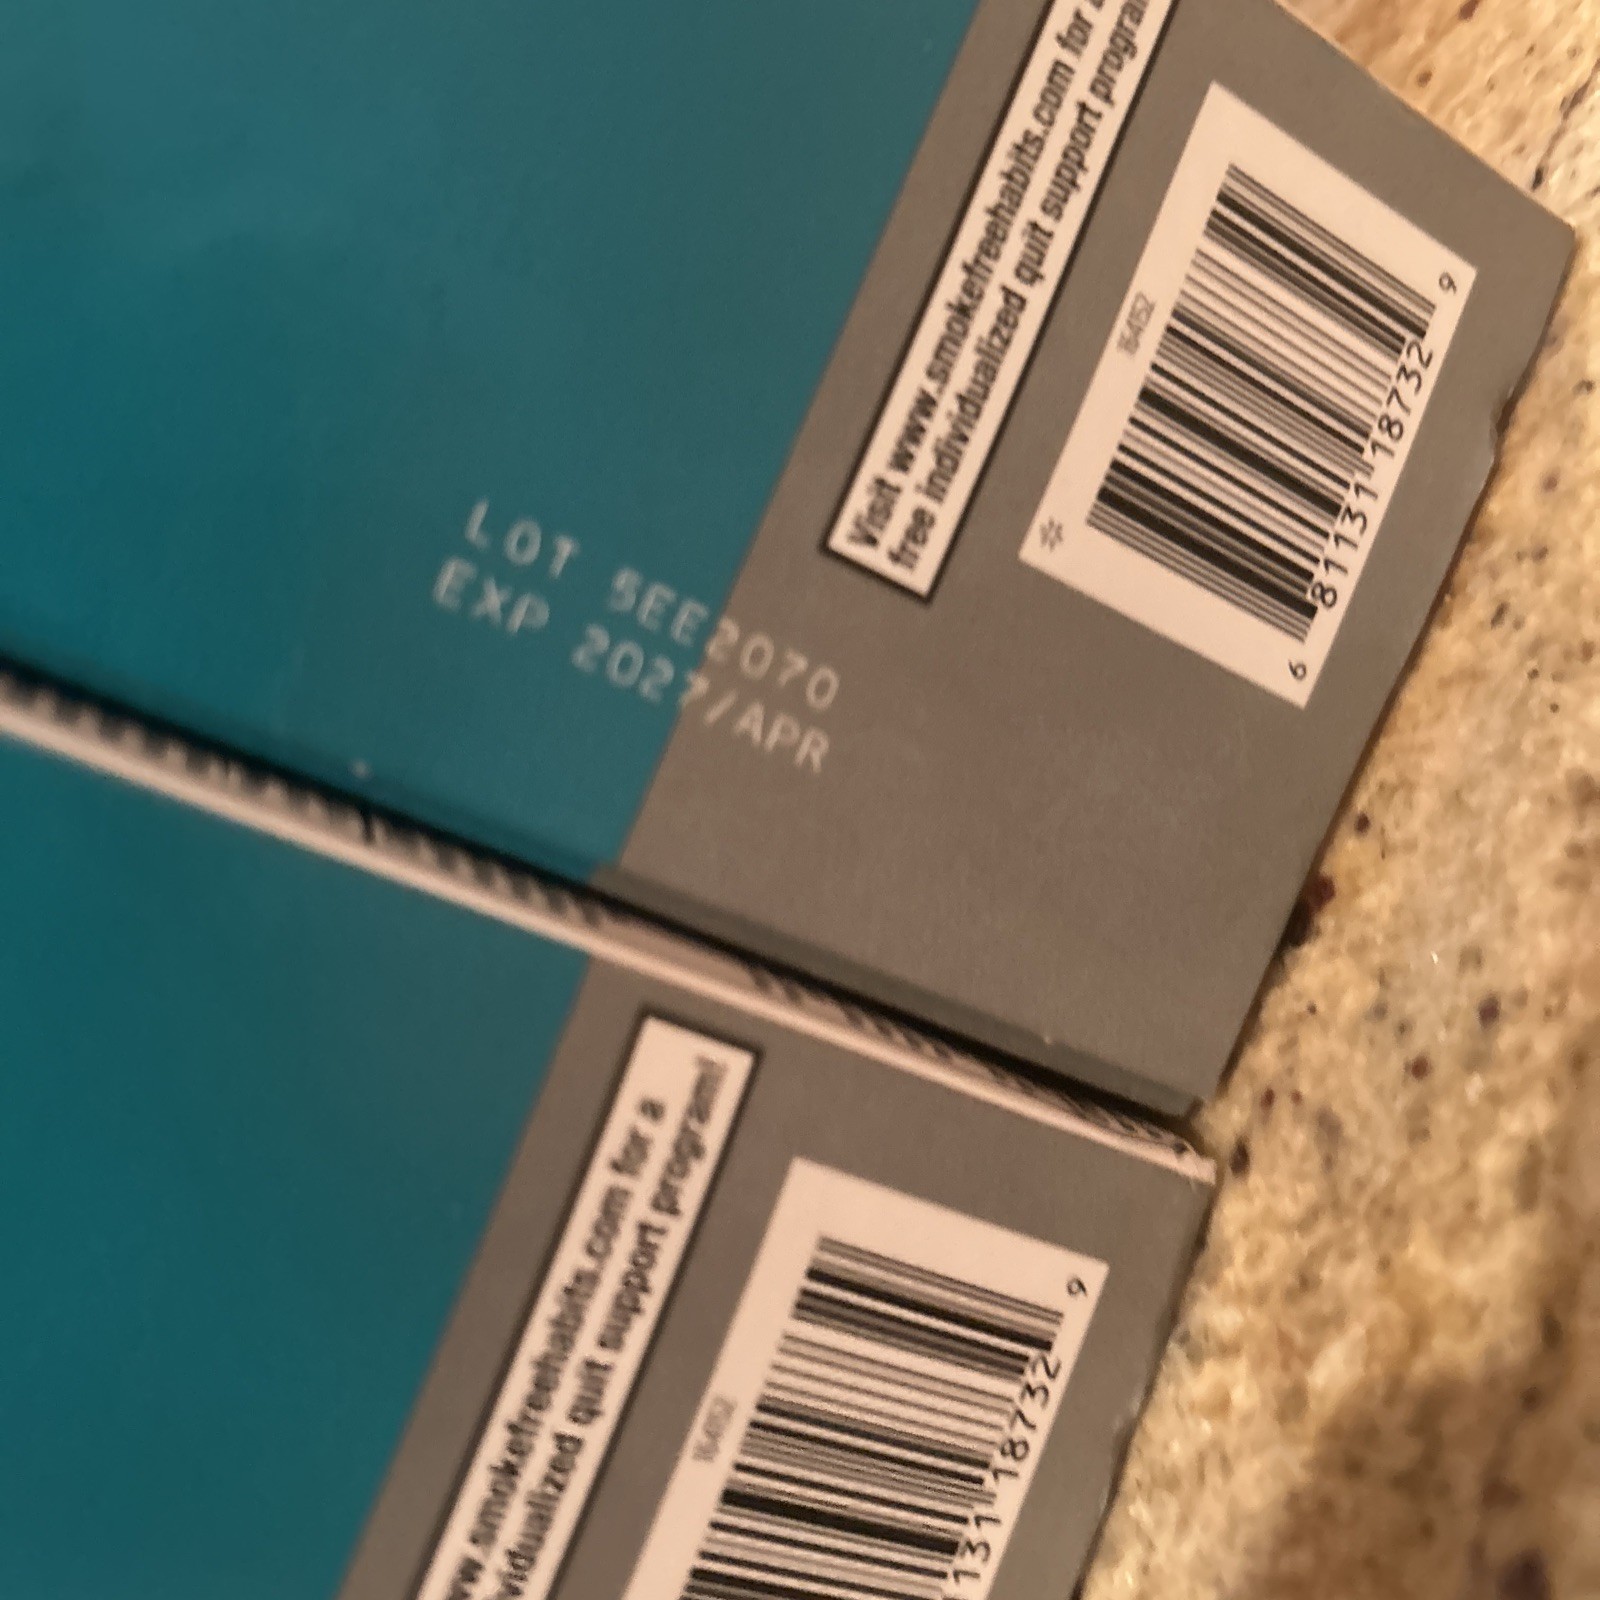 Visit www.smokefreehabits.com for a
free individualized quit support program
6 81131 18732 9
LOT 5EE2070
EXP 2027/APR
www.smokefreehabits.com for a
individualized quit support program!
131 18732 9